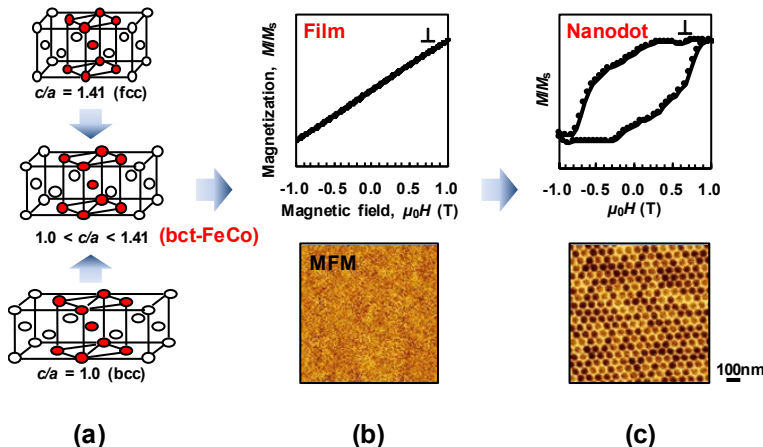 c/a = 1.41 (fcc)
1.0 < c/a < 1.41 (bct-FeCo)
c/a = 1.0 (bcc)
(a)
Film
⊥
Magnetization, M/Ms
-1.0 -0.5 0.0 0.5 1.0
Magnetic field, μ0H (T)
MFM
(b)
Nanodot
⊥
M/Ms
-1.0 -0.5 0.0 0.5 1.0
μ0H (T)
100nm
(c)